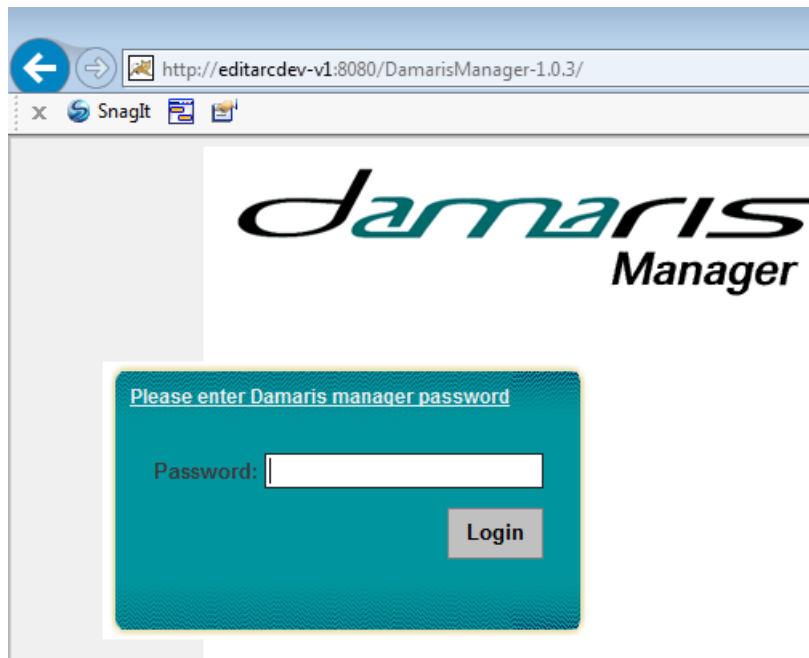 http://editarcdev-v1:8080/DamarisManager-1.0.3/
x SnagIt
damaris
Manager
Please enter Damaris manager password
Password:
Login